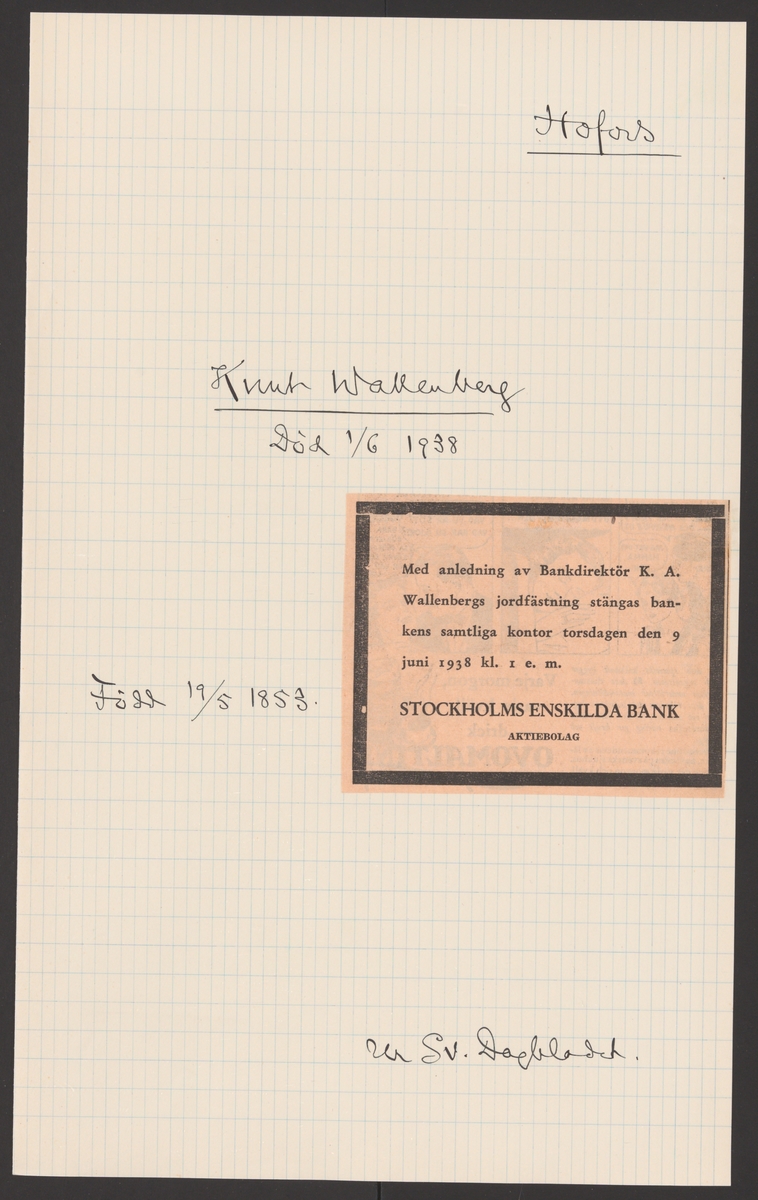 Hofors
Knut Wallenberg
Död 1/6 1938
Med anledning av Bankdirektör K. A.
Wallenbergs jordfästning stängas ban-
kens samtliga kontor torsdagen den 9
juni 1938 kl. 1 e. m.
STOCKHOLMS ENSKILDA BANK
AKTIEBOLAG
Född 19/5 1853.
Ur Sv. Dagbladet.